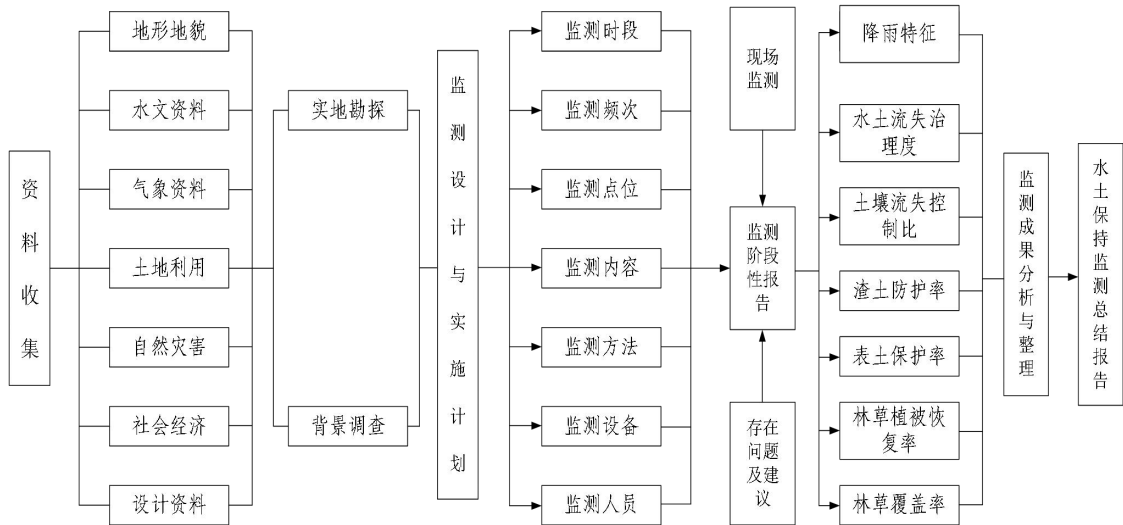 资料收集
地形地貌
水文资料
气象资料
土地利用
自然灾害
社会经济
设计资料
实地勘探
背景调查
监测设计与实施计划
监测时段
监测频次
监测点位
监测内容
监测方法
监测设备
监测人员
现场
监测
监测
阶段
性报
告
存在
问题
及建
议
降雨特征
水土流失治
理度
土壤流失控
制比
渣土防护率
表土保护率
林草植被恢
复率
林草覆盖率
监测成果分析与整理
水土保持监测总结报告